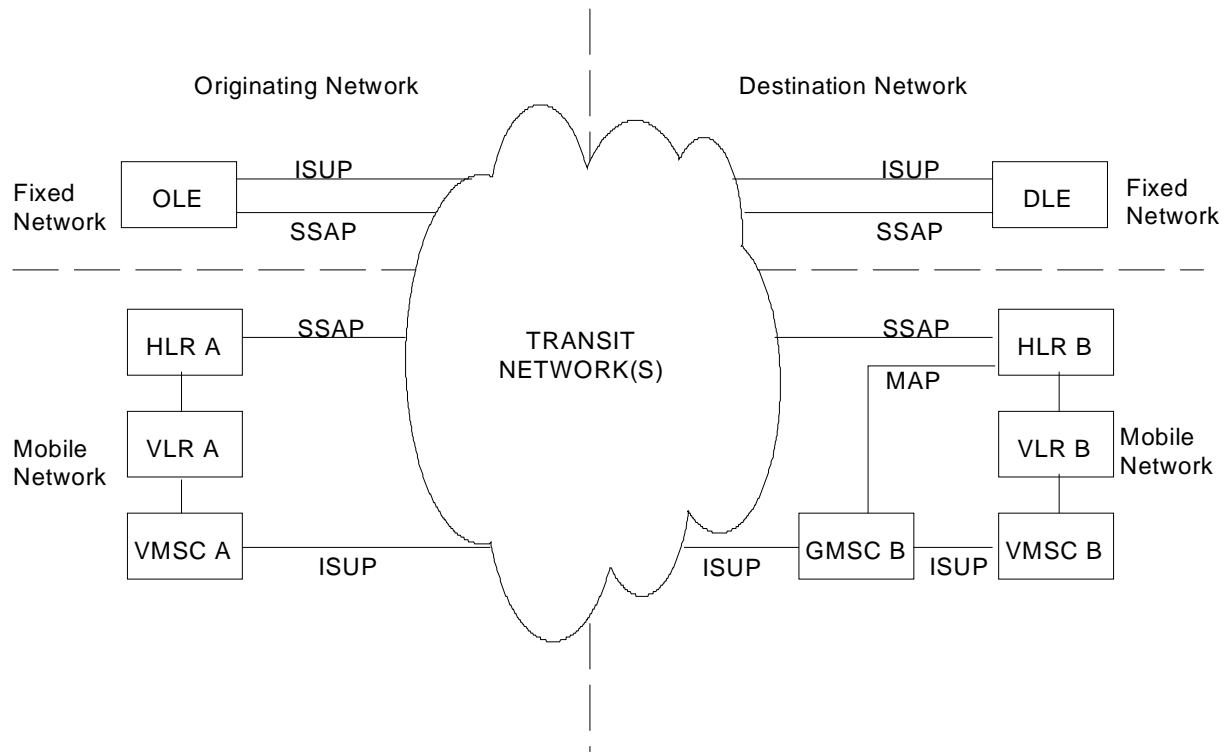 Originating Network
Destination Network
ISUP
ISUP
Fixed
Network
OLE
DLE
Fixed
Network
SSAP
SSAP
HLR A
SSAP
TRANSIT
NETWORK(S)
SSAP
HLR B
MAP
Mobile
Network
VLR A
VLR B
Mobile
Network
VMSC A
ISUP
ISUP
GMSC B
ISUP
VMSC B